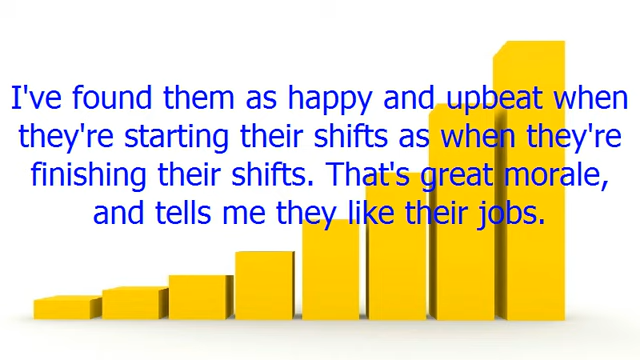 I've found them as happy and upbeat when
they're starting their shifts as when they're
finishing their shifts. That's great morale,
and tells me they like their jobs.